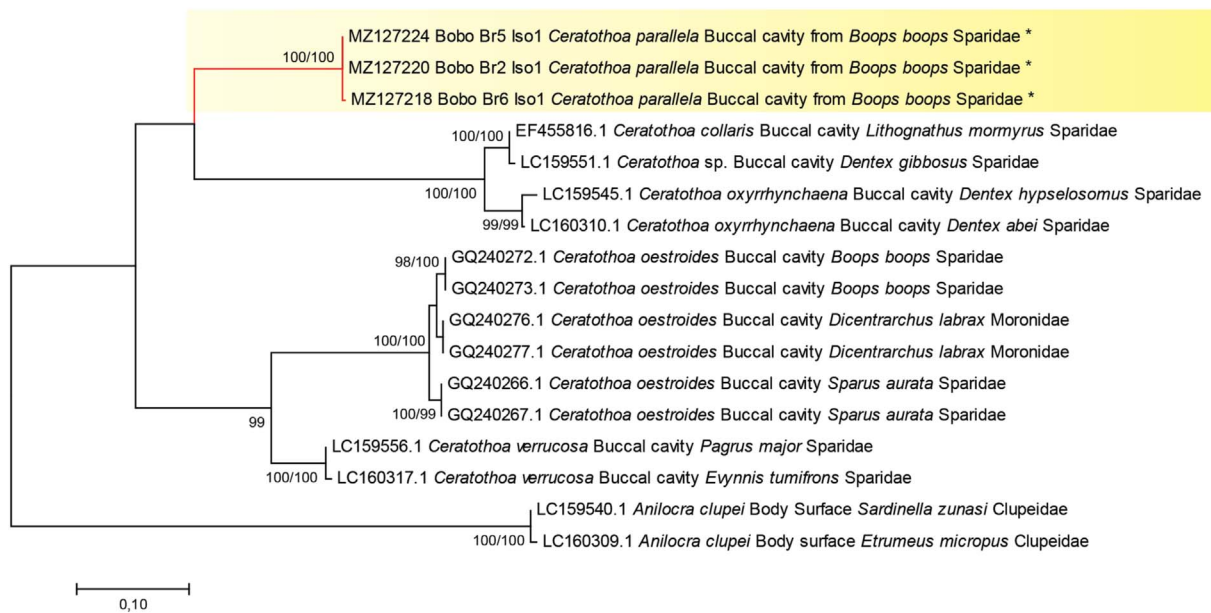 MZ127224 Bobo Br5 Iso1 Ceratothoa parallela Buccal cavity from Boops boops Sparidae *
100/100
MZ127220 Bobo Br2 Iso1 Ceratothoa parallela Buccal cavity from Boops boops Sparidae *
MZ127218 Bobo Br6 Iso1 Ceratothoa parallela Buccal cavity from Boops boops Sparidae *
100/100
EF455816.1 Ceratothoa collaris Buccal cavity Lithognathus mormyrus Sparidae
LC159551.1 Ceratothoa sp. Buccal cavity Dentex gibbosus Sparidae
100/100
LC159545.1 Ceratothoa oxyrrhynchaena Buccal cavity Dentex hypselosomus Sparidae
99/99
LC160310.1 Ceratothoa oxyrrhynchaena Buccal cavity Dentex abei Sparidae
98/100
GQ240272.1 Ceratothoa oestroides Buccal cavity Boops boops Sparidae
GQ240273.1 Ceratothoa oestroides Buccal cavity Boops boops Sparidae
GQ240276.1 Ceratothoa oestroides Buccal cavity Dicentrarchus labrax Moronidae
100/100
GQ240277.1 Ceratothoa oestroides Buccal cavity Dicentrarchus labrax Moronidae
GQ240266.1 Ceratothoa oestroides Buccal cavity Sparus aurata Sparidae
100/99
GQ240267.1 Ceratothoa oestroides Buccal cavity Sparus aurata Sparidae
99
LC159556.1 Ceratothoa verrucosa Buccal cavity Pagrus major Sparidae
100/100
LC160317.1 Ceratothoa verrucosa Buccal cavity Evynnis tumifrons Sparidae
LC159540.1 Anilocra clupei Body Surface Sardinella zunasi Clupeidae
100/100
LC160309.1 Anilocra clupei Body surface Etrumeus micropus Clupeidae
0,10